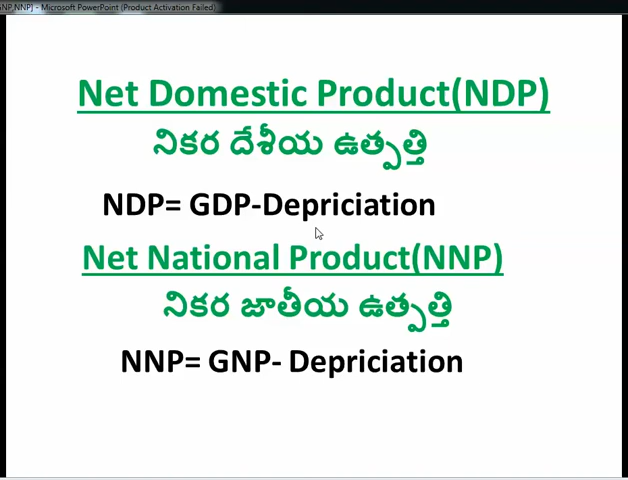 GNP NNP] - Microsoft PowerPoint (Product Activation Failed)
Net Domestic Product(NDP)
నికర దేశీయ ఉత్పత్తి
NDP= GDP-Depriciation
Net National Product(NNP)
నికర జాతీయ ఉత్పత్తి
NNP= GNP- Depriciation